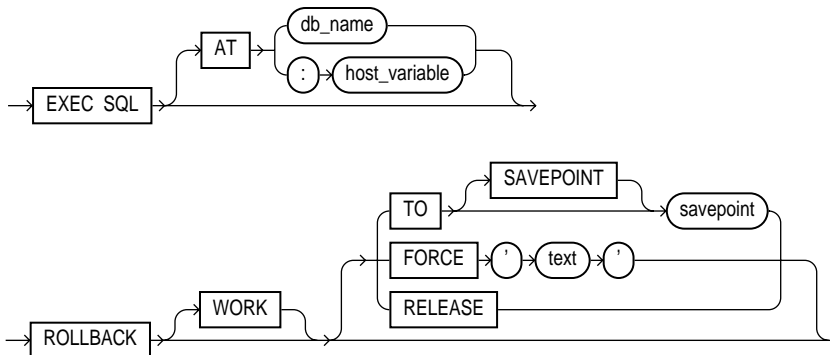 db_name
AT
: host_variable
EXEC SQL
SAVEPOINT
TO savepoint
FORCE ' text '
WORK RELEASE
ROLLBACK